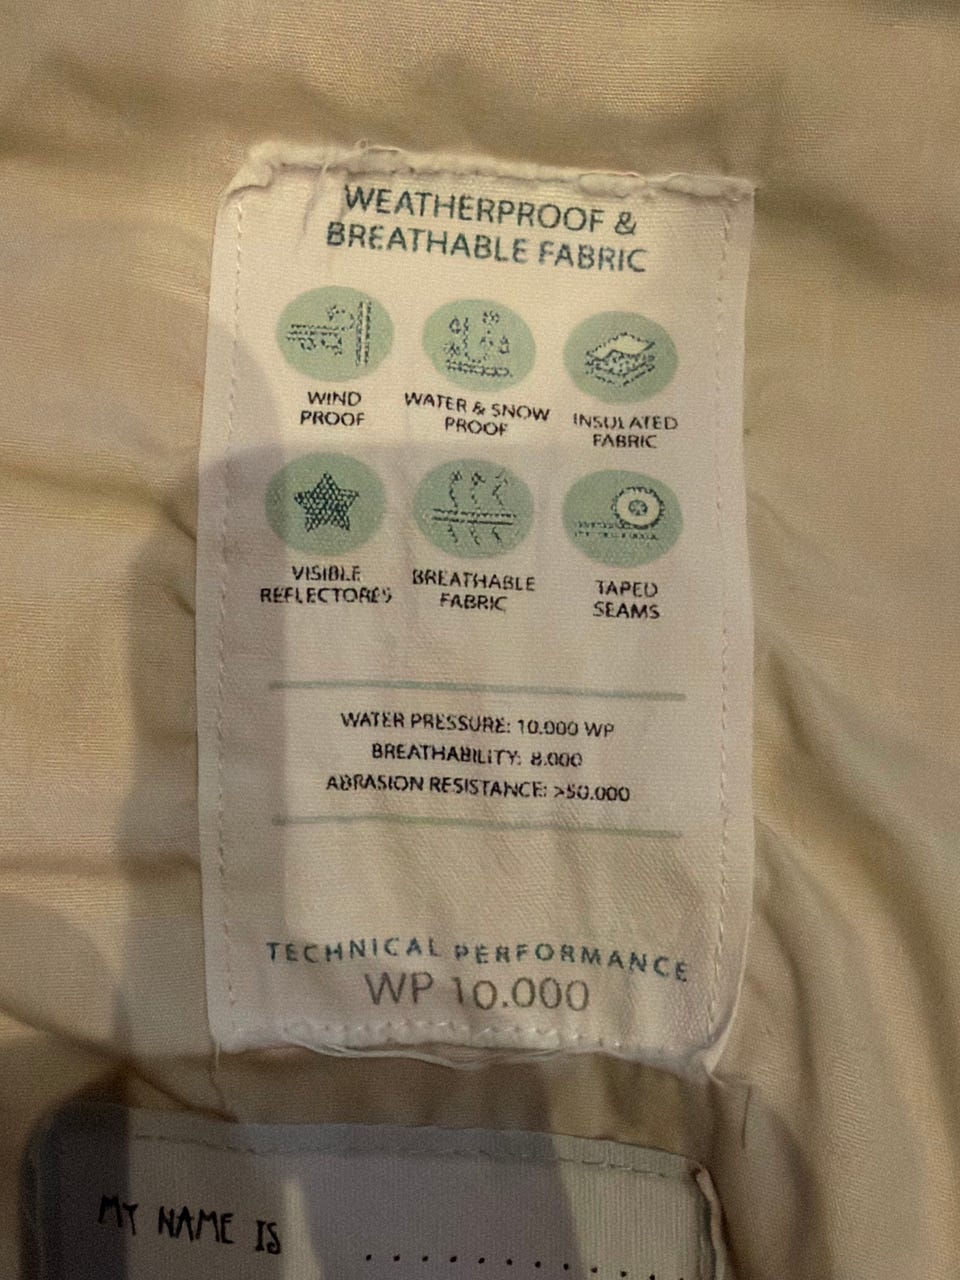 WEATHERPROOF &
BREATHABLE FABRIC
WIND
PROOF
WATER & SNOW
PROOF
INSULATED
FABRIC
VISIBLE
REFLECTORES
BREATHABLE
FABRIC
TAPED
SEAMS
WATER PRESSURE: 10.000 WP
BREATHABILITY: 8.000
ABRASION RESISTANCE: >50.000
TECHNICAL PERFORMANCE
WP 10.000
MY NAME IS